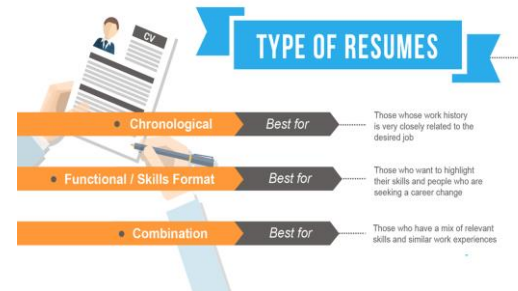 CV
TYPE OF RESUMES
• Chronological Best for
Those whose work history
is very closely related to the
desired job
• Functional / Skills Format Best for
Those who want to highlight
their skills and people who are
seeking a career change
• Combination Best for
Those who have a mix of relevant
skills and similar work experiences